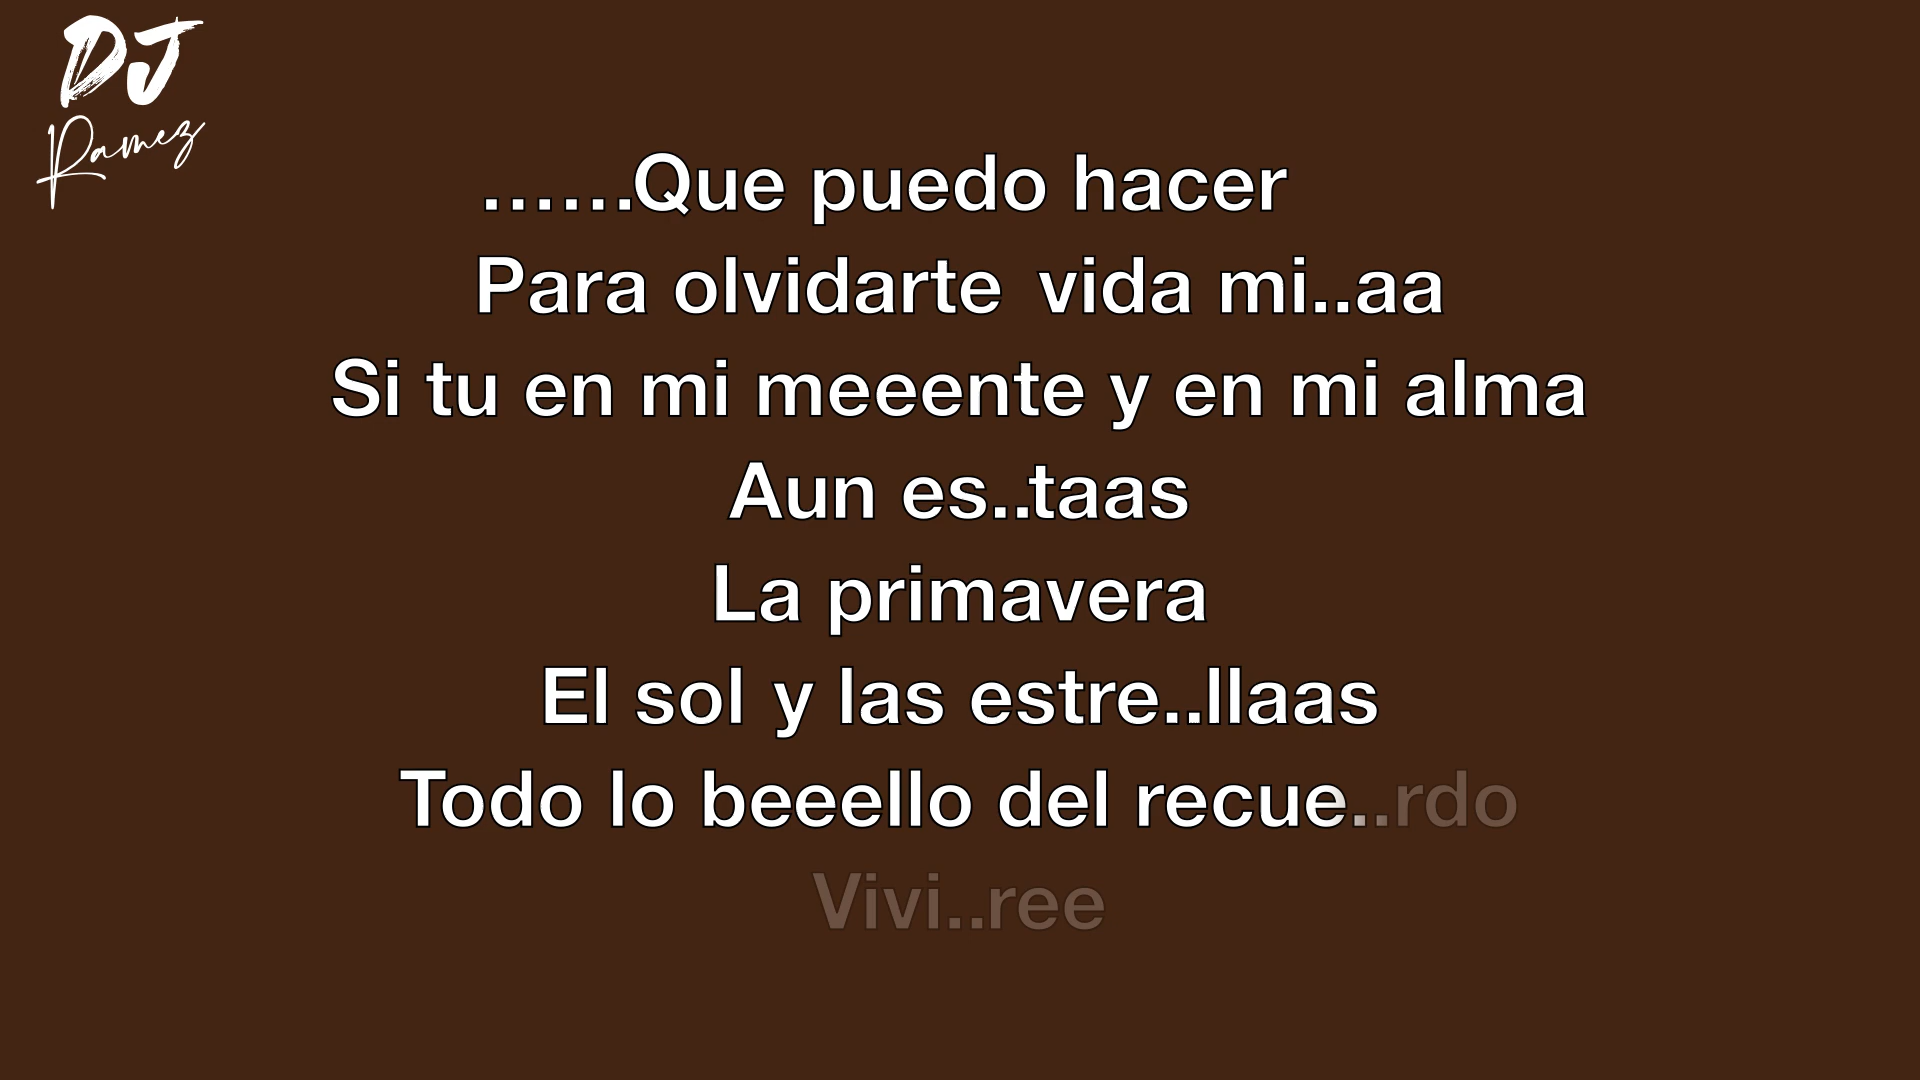 DJ
Ramez
......Que puedo hacer
Para olvidarte vida mi..aa
Si tu en mi meeente y en mi alma
Aun es..taas
La primavera
El sol y las estre..llaas
Todo lo beeello del recue..rdo
Vivi..ree